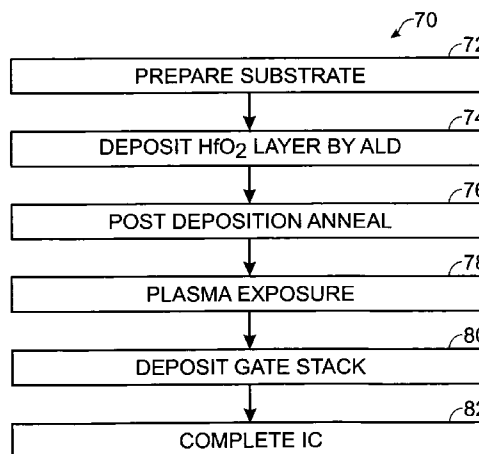 70
72
PREPARE SUBSTRATE
74
DEPOSIT HfO2 LAYER BY ALD
76
POST DEPOSITION ANNEAL
78
PLASMA EXPOSURE
80
DEPOSIT GATE STACK
82
COMPLETE IC